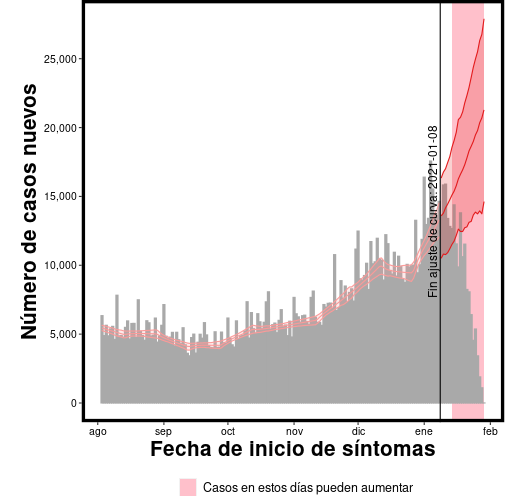 Número de casos nuevos
25,000
20,000
15,000
10,000
5,000
0
Fin ajuste de curva: 2021-01-08
ago sep oct nov dic ene feb
Fecha de inicio de síntomas
Casos en estos días pueden aumentar